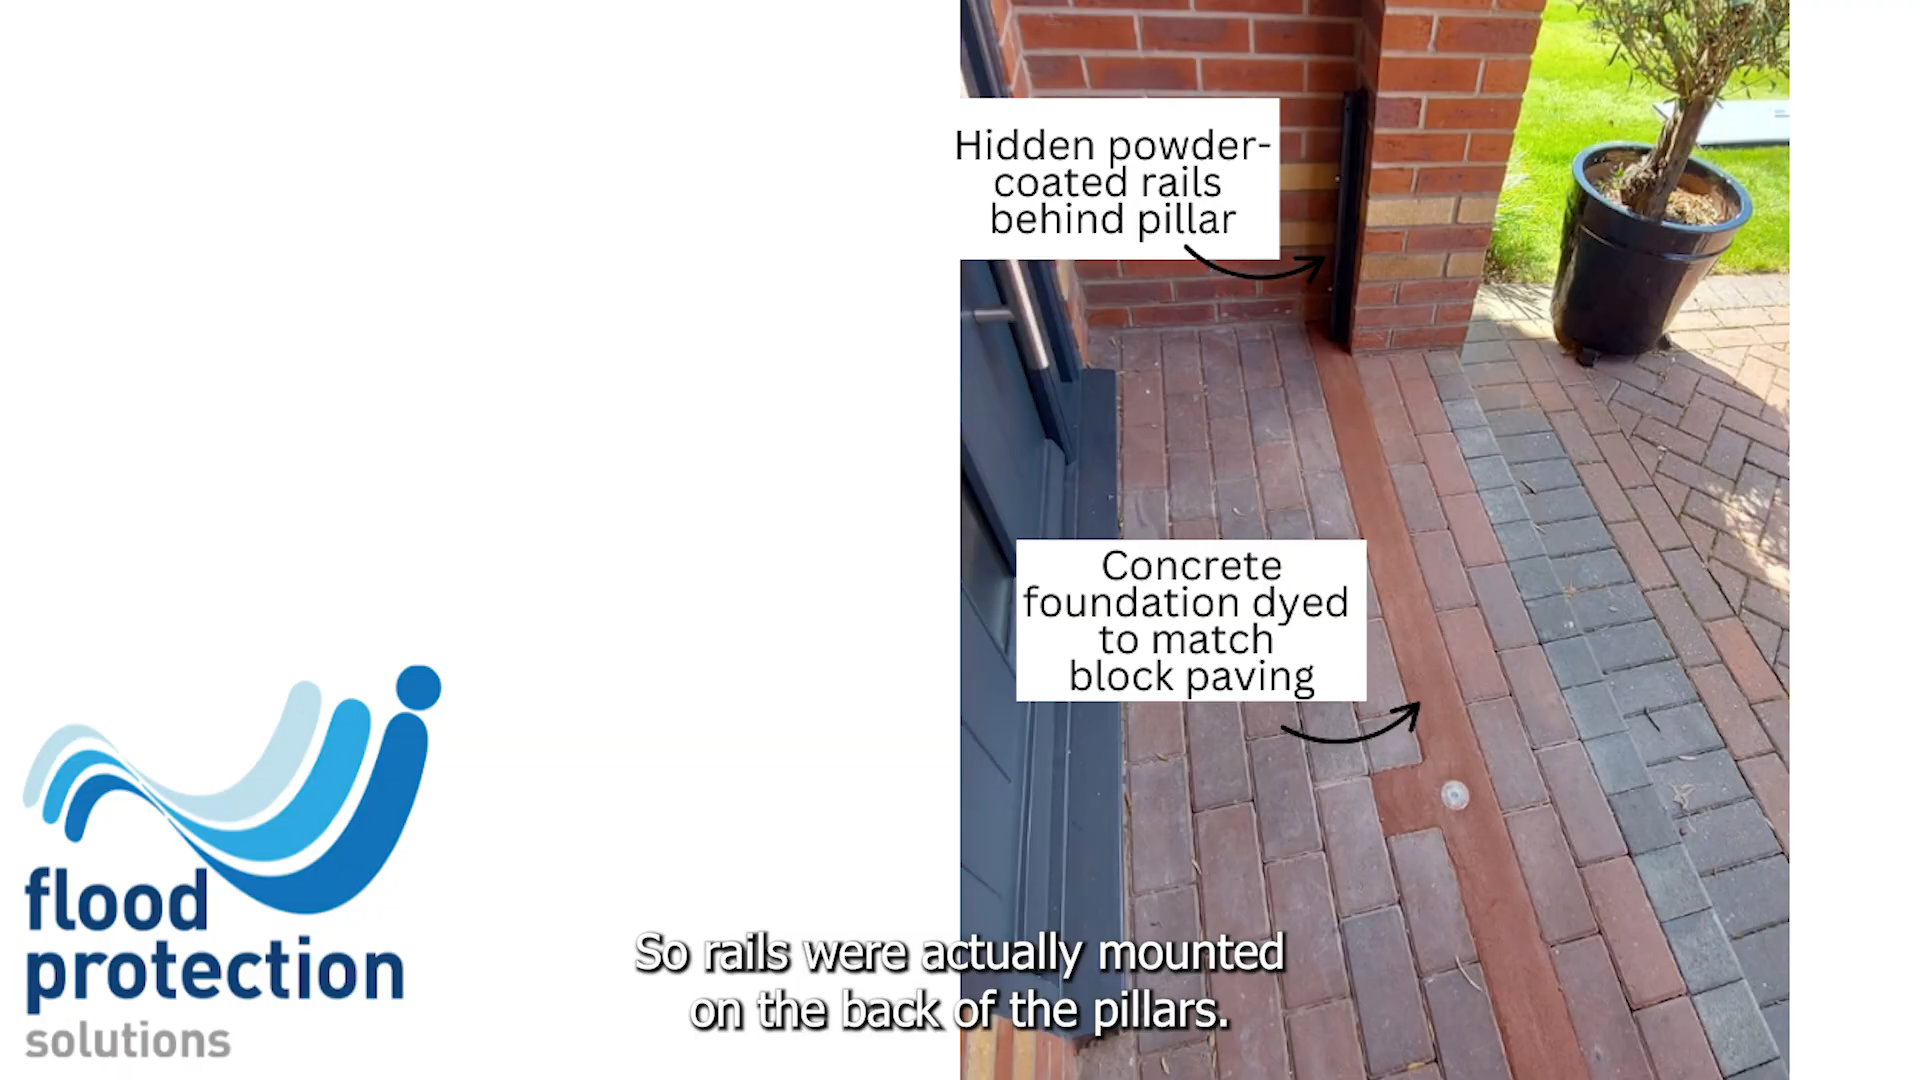 Hidden powder-
coated rails
behind pillar
Concrete
foundation dyed
to match
block paving
flood
protection
solutions
So rails were actually mounted
on the back of the pillars.